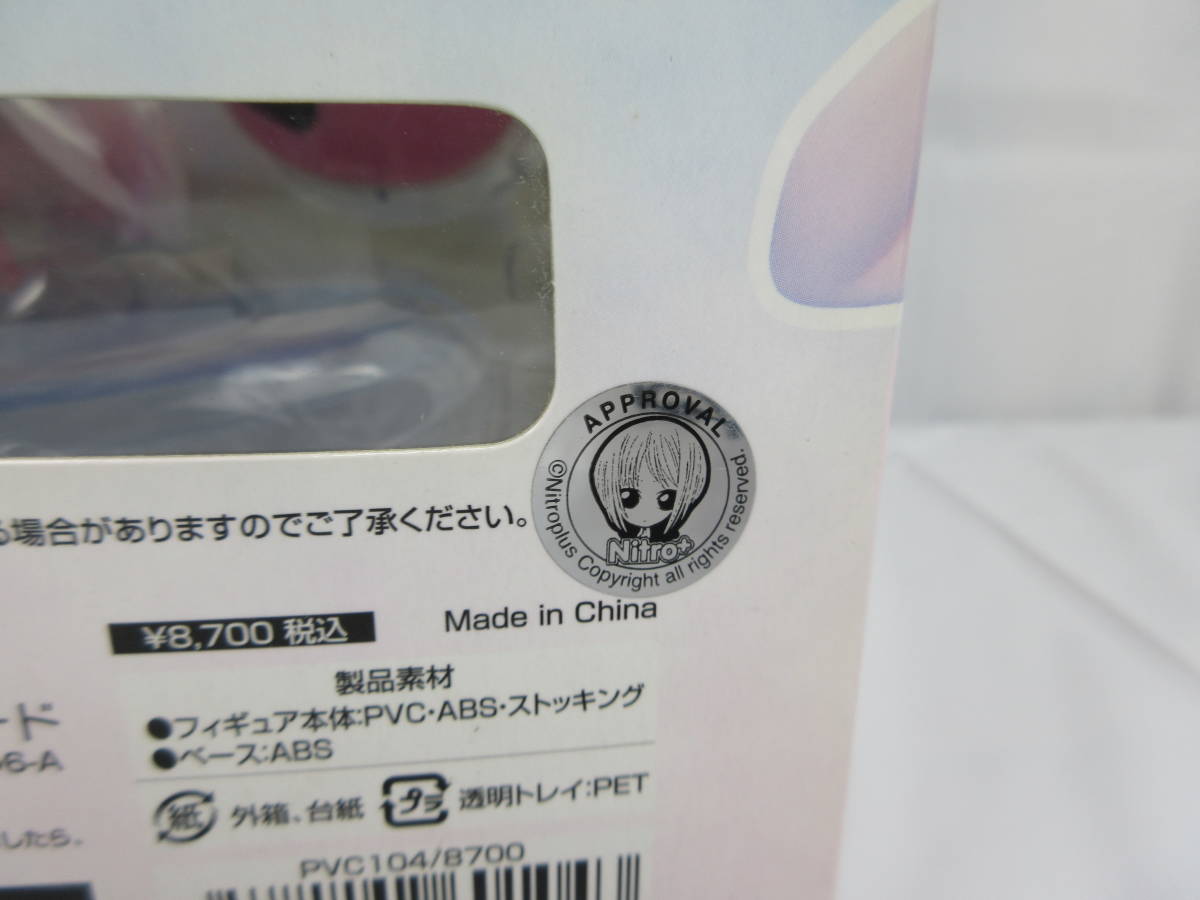 場合がありますのでご了承ください。
APPROVAL
©Nitroplus Copyright all rights reserved.
Nitro+
Made in China
¥8,700 税込
製品素材
●フィギュア本体:PVC・ABS・ストッキング
●ベース:ABS
ード
6-A
紙 外箱、台紙 プラ 透明トレイ:PET
したら。
PVC104/8700